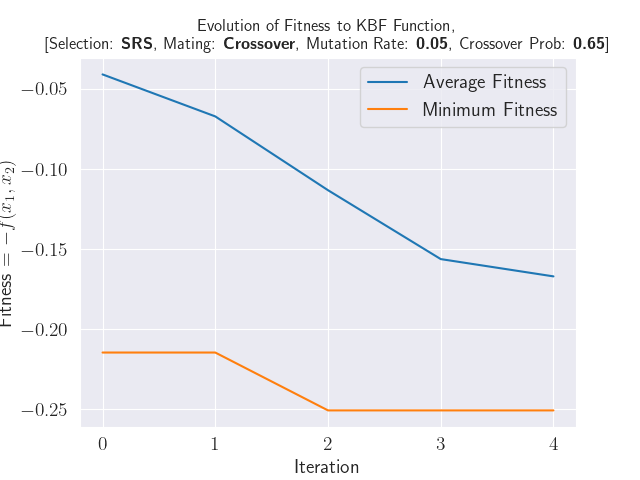 Evolution of Fitness to KBF Function,
[Selection: SRS, Mating: Crossover, Mutation Rate: 0.05, Crossover Prob: 0.65]
Average Fitness
Minimum Fitness
Fitness = −f(x₁, x₂)
−0.05
−0.10
−0.15
−0.20
−0.25
0 1 2 3 4
Iteration